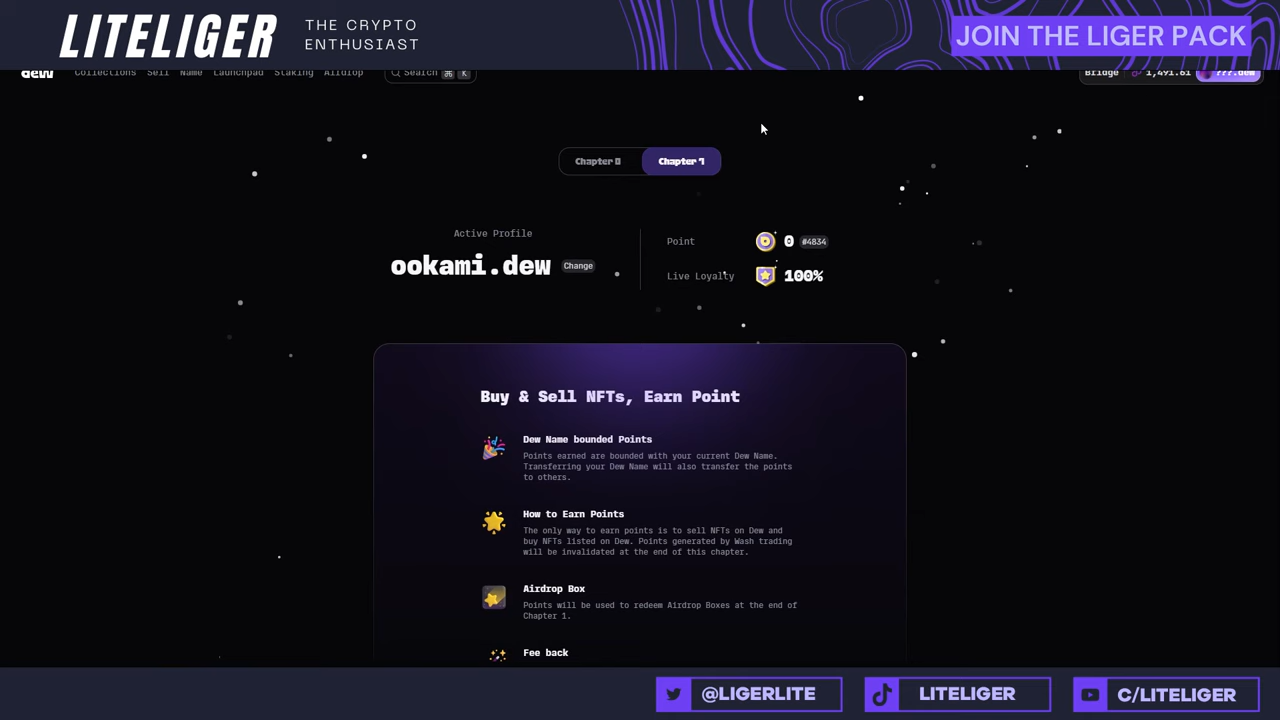 LITELIGER
THE CRYPTO
ENTHUSIAST
JOIN THE LIGER PACK
dew Collections Sell Name Launchpad Staking Airdrop Search ⌘ K Bridge 1,491.61 ???.dew
Chapter 0 Chapter 1
Active Profile
ookami.dew Change
Point 0 #4834
Live Loyalty 100%
Buy & Sell NFTs, Earn Point
Dew Name bounded Points
Points earned are bounded with your current Dew Name.
Transferring your Dew Name will also transfer the points
to others.
How to Earn Points
The only way to earn points is to sell NFTs on Dew and
buy NFTs listed on Dew. Points generated by Wash trading
will be invalidated at the end of this chapter.
Airdrop Box
Points will be used to redeem Airdrop Boxes at the end of
Chapter 1.
Fee back
@LIGERLITE LITELIGER C/LITELIGER